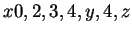 x0, 2, 3, 4, y, 4, z